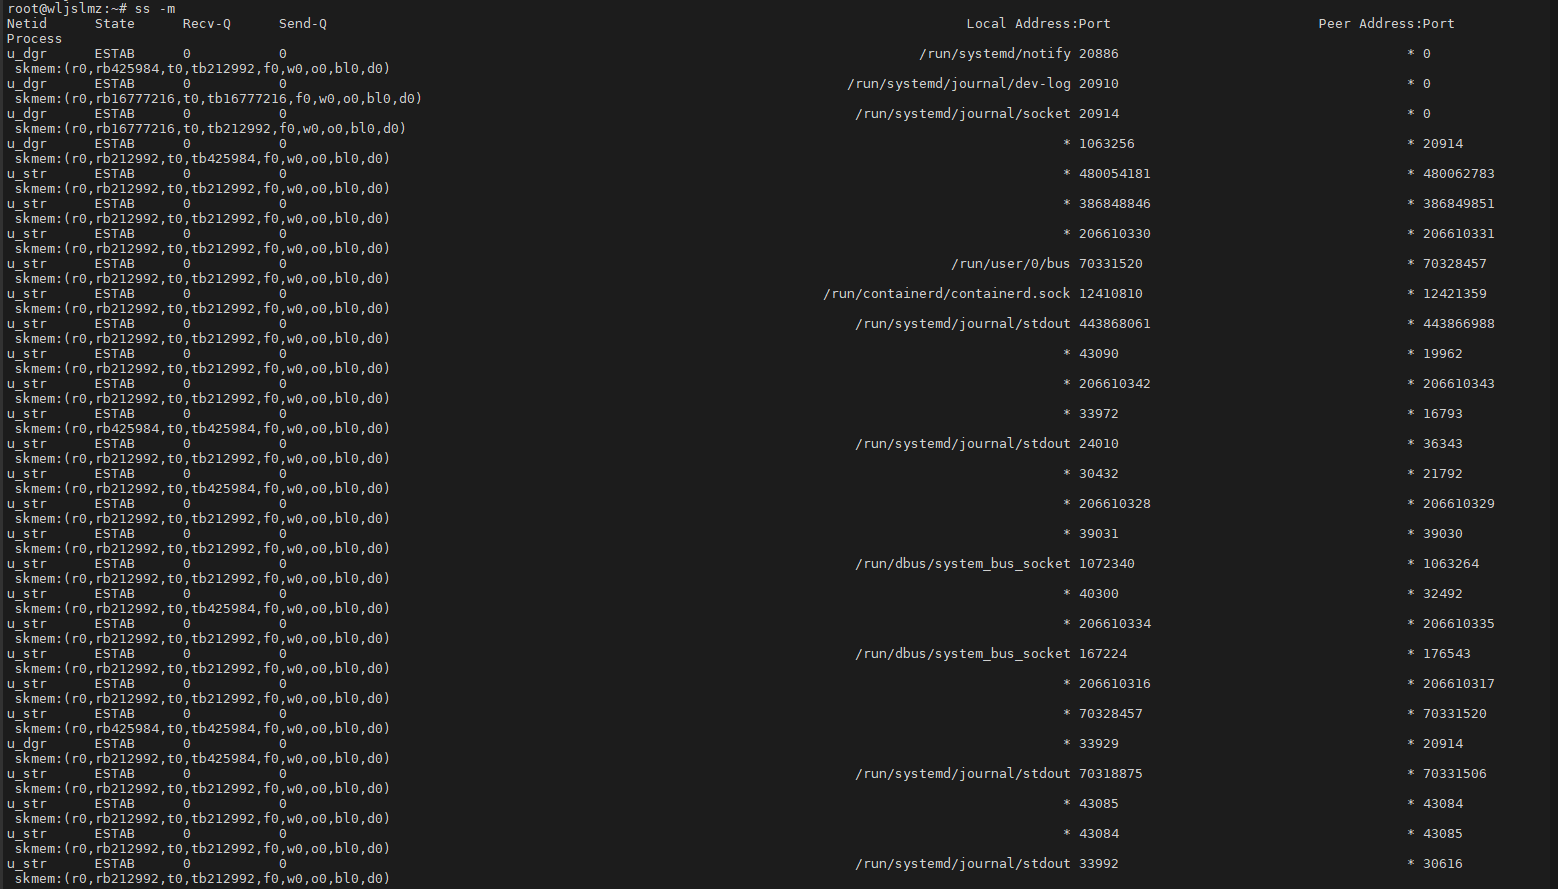 root@wljslmz:~# ss -m
Netid State Recv-Q Send-Q Local Address:Port Peer Address:Port
Process
u_dgr ESTAB 0 0 /run/systemd/notify 20886 * 0
skmem:(r0,rb425984,t0,tb212992,f0,w0,o0,bl0,d0)
u_dgr ESTAB 0 0 /run/systemd/journal/dev-log 20910 * 0
skmem:(r0,rb16777216,t0,tb16777216,f0,w0,o0,bl0,d0)
u_dgr ESTAB 0 0 /run/systemd/journal/socket 20914 * 0
skmem:(r0,rb16777216,t0,tb212992,f0,w0,o0,bl0,d0)
u_dgr ESTAB 0 0 * 1063256 * 20914
skmem:(r0,rb212992,t0,tb425984,f0,w0,o0,bl0,d0)
u_str ESTAB 0 0 * 480054181 * 480062783
skmem:(r0,rb212992,t0,tb212992,f0,w0,o0,bl0,d0)
u_str ESTAB 0 0 * 386848846 * 386849851
skmem:(r0,rb212992,t0,tb212992,f0,w0,o0,bl0,d0)
u_str ESTAB 0 0 * 206610330 * 206610331
skmem:(r0,rb212992,t0,tb212992,f0,w0,o0,bl0,d0)
u_str ESTAB 0 0 /run/user/0/bus 70331520 * 70328457
skmem:(r0,rb212992,t0,tb212992,f0,w0,o0,bl0,d0)
u_str ESTAB 0 0 /run/containerd/containerd.sock 12410810 * 12421359
skmem:(r0,rb212992,t0,tb212992,f0,w0,o0,bl0,d0)
u_str ESTAB 0 0 /run/systemd/journal/stdout 443868061 * 443866988
skmem:(r0,rb212992,t0,tb212992,f0,w0,o0,bl0,d0)
u_str ESTAB 0 0 * 43090 * 19962
skmem:(r0,rb212992,t0,tb212992,f0,w0,o0,bl0,d0)
u_str ESTAB 0 0 * 206610342 * 206610343
skmem:(r0,rb212992,t0,tb212992,f0,w0,o0,bl0,d0)
u_str ESTAB 0 0 * 33972 * 16793
skmem:(r0,rb425984,t0,tb425984,f0,w0,o0,bl0,d0)
u_str ESTAB 0 0 /run/systemd/journal/stdout 24010 * 36343
skmem:(r0,rb212992,t0,tb212992,f0,w0,o0,bl0,d0)
u_str ESTAB 0 0 * 30432 * 21792
skmem:(r0,rb212992,t0,tb425984,f0,w0,o0,bl0,d0)
u_str ESTAB 0 0 * 206610328 * 206610329
skmem:(r0,rb212992,t0,tb212992,f0,w0,o0,bl0,d0)
u_str ESTAB 0 0 * 39031 * 39030
skmem:(r0,rb212992,t0,tb212992,f0,w0,o0,bl0,d0)
u_str ESTAB 0 0 /run/dbus/system_bus_socket 1072340 * 1063264
skmem:(r0,rb212992,t0,tb212992,f0,w0,o0,bl0,d0)
u_str ESTAB 0 0 * 40300 * 32492
skmem:(r0,rb212992,t0,tb425984,f0,w0,o0,bl0,d0)
u_str ESTAB 0 0 * 206610334 * 206610335
skmem:(r0,rb212992,t0,tb212992,f0,w0,o0,bl0,d0)
u_str ESTAB 0 0 /run/dbus/system_bus_socket 167224 * 176543
skmem:(r0,rb212992,t0,tb212992,f0,w0,o0,bl0,d0)
u_str ESTAB 0 0 * 206610316 * 206610317
skmem:(r0,rb212992,t0,tb212992,f0,w0,o0,bl0,d0)
u_str ESTAB 0 0 * 70328457 * 70331520
skmem:(r0,rb425984,t0,tb425984,f0,w0,o0,bl0,d0)
u_dgr ESTAB 0 0 * 33929 * 20914
skmem:(r0,rb212992,t0,tb425984,f0,w0,o0,bl0,d0)
u_str ESTAB 0 0 /run/systemd/journal/stdout 70318875 * 70331506
skmem:(r0,rb212992,t0,tb212992,f0,w0,o0,bl0,d0)
u_str ESTAB 0 0 * 43085 * 43084
skmem:(r0,rb212992,t0,tb212992,f0,w0,o0,bl0,d0)
u_str ESTAB 0 0 * 43084 * 43085
skmem:(r0,rb212992,t0,tb212992,f0,w0,o0,bl0,d0)
u_str ESTAB 0 0 /run/systemd/journal/stdout 33992 * 30616
skmem:(r0,rb212992,t0,tb212992,f0,w0,o0,bl0,d0)